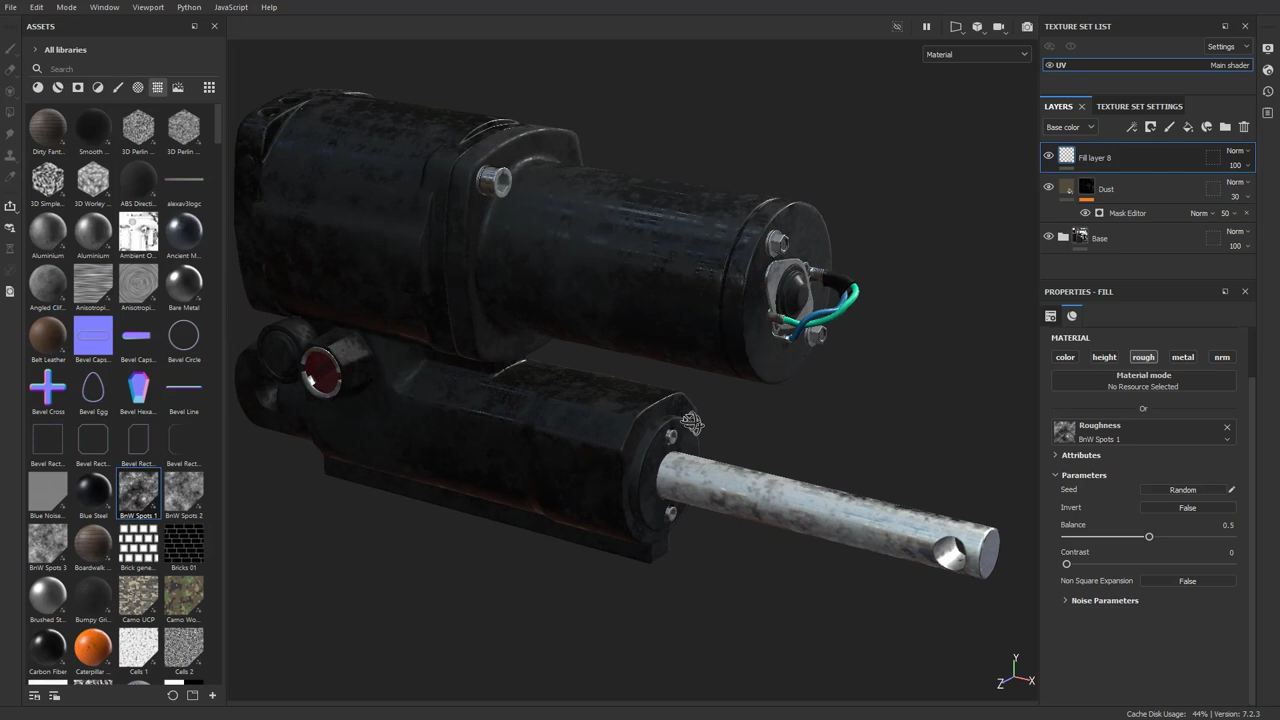 File Edit Mode Window Viewport Python JavaScript Help
ASSETS
All libraries
Search
Dirty Fant... Smooth ... 3D Perlin ... 3D Perlin ...
3D Simple... 3D Worley ... ABS Directi... alexav3logc
Aluminium Aluminium Ambient O... Ancient M...
Angled Clif... Anisotropi... Anisotropi... Bare Metal
Belt Leather Bevel Caps... Bevel Caps... Bevel Circle
Bevel Cross Bevel Egg Bevel Hexa... Bevel Line
Bevel Rect... Bevel Rect... Bevel Rect... Bevel Rect...
Blue Noise... Blue Steel BnW Spots 1 BnW Spots 2
BnW Spots 3 Boardwalk ... Brick gene... Bricks 01
Brushed St... Bumpy Gri... Camo UCP Camo Wo...
Carbon Fiber Caterpillar ... Cells 1 Cells 2
Material
Y
Z X
TEXTURE SET LIST
Settings
UV Main shader
LAYERS TEXTURE SET SETTINGS
Base color
Fill layer 8 Norm
100
Dust Norm
30
Mask Editor Norm 50
Base Norm
100
PROPERTIES - FILL
MATERIAL
color height rough metal nrm
Material mode
No Resource Selected
Or
Roughness
BnW Spots 1
Attributes
Parameters
Seed Random
Invert False
Balance 0.5
Contrast 0
Non Square Expansion False
Noise Parameters
Cache Disk Usage: 44% | Version: 7.2.3